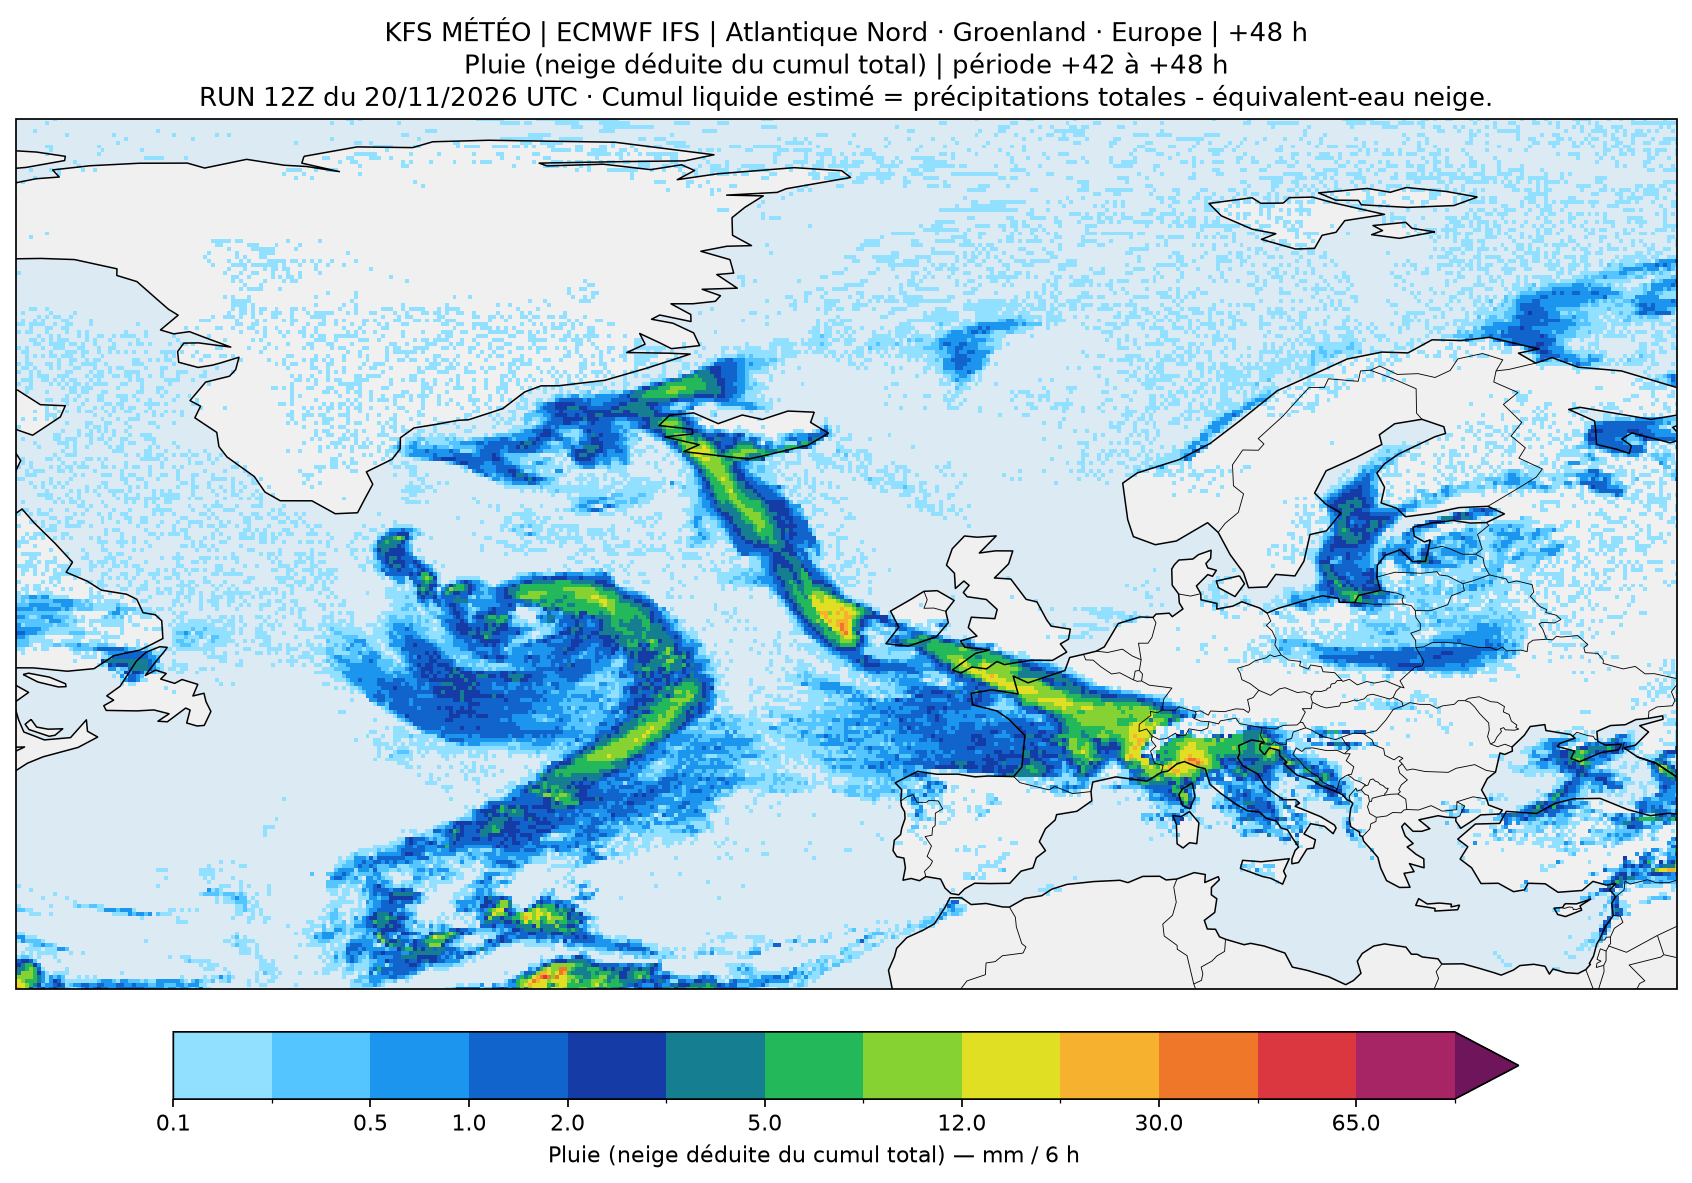 KFS MÉTÉO | ECMWF IFS | Atlantique Nord · Groenland · Europe | +48 h
Pluie (neige déduite du cumul total) | période +42 à +48 h
RUN 12Z du 20/11/2026 UTC · Cumul liquide estimé = précipitations totales - équivalent-eau neige.
0.1 0.5 1.0 2.0 5.0 12.0 30.0 65.0
Pluie (neige déduite du cumul total) — mm / 6 h